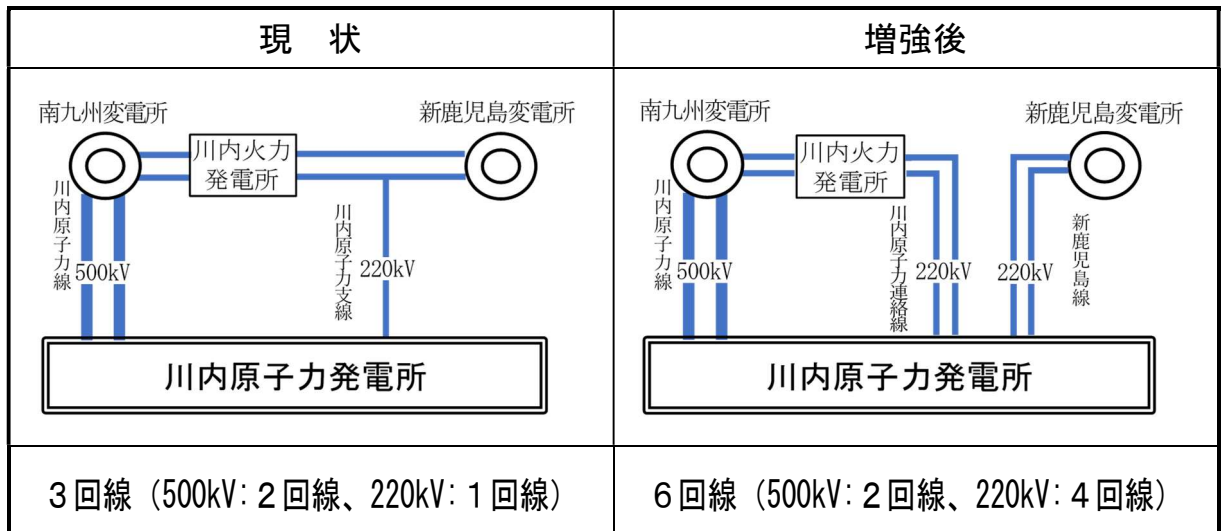 現　状
増強後
南九州変電所
新鹿児島変電所
川内火力
発電所
川内原子力線
500kV
川内原子力支線
220kV
川内原子力発電所
南九州変電所
新鹿児島変電所
川内火力
発電所
川内原子力線
500kV
川内原子力連絡線
220kV
220kV
新鹿児島線
川内原子力発電所
３回線（500kV：２回線、220kV：１回線）
６回線（500kV：２回線、220kV：４回線）